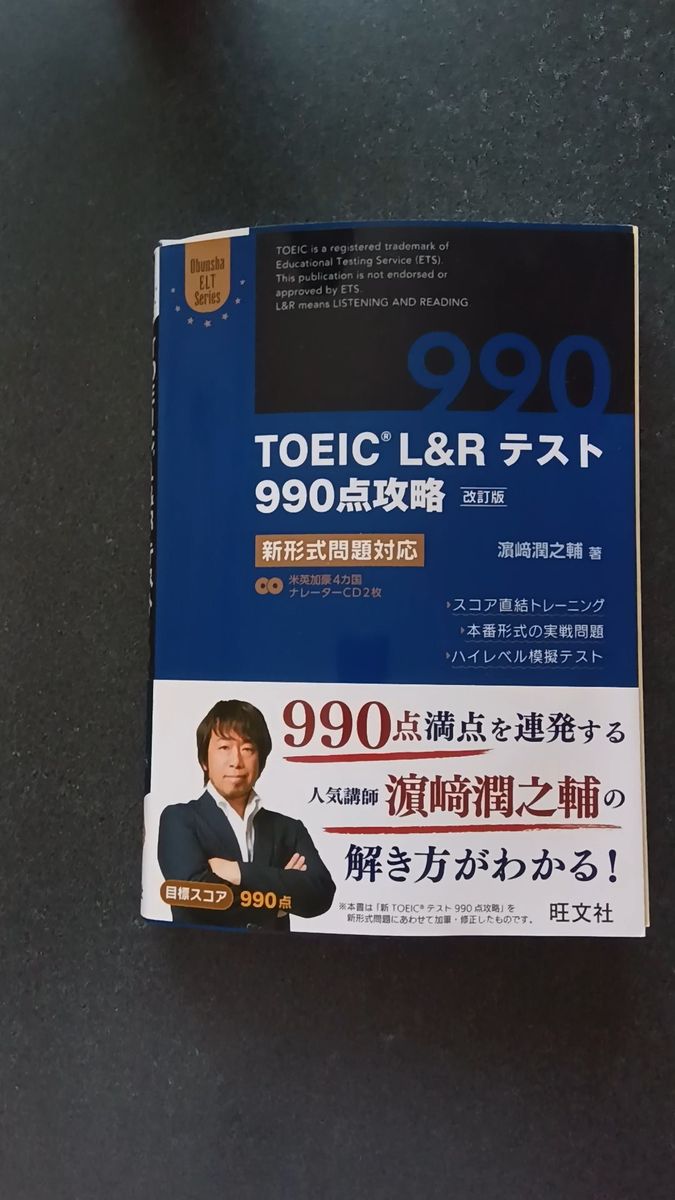 Obunsha
ELT
Series
TOEIC is a registered trademark of
Educational Testing Service (ETS).
This publication is not endorsed or
approved by ETS.
L&R means LISTENING AND READING
990
TOEIC® L&R テスト
990点攻略 改訂版
新形式問題対応
濵﨑潤之輔 著
米英加豪4カ国
ナレーターCD2枚
スコア直結トレーニング
本番形式の実戦問題
ハイレベル模擬テスト
990点満点を連発する
人気講師 濵﨑潤之輔の
解き方がわかる!
目標スコア 990点
※本書は「新 TOEIC® テスト 990 点攻略」を
新形式問題にあわせて加筆・修正したものです。
旺文社